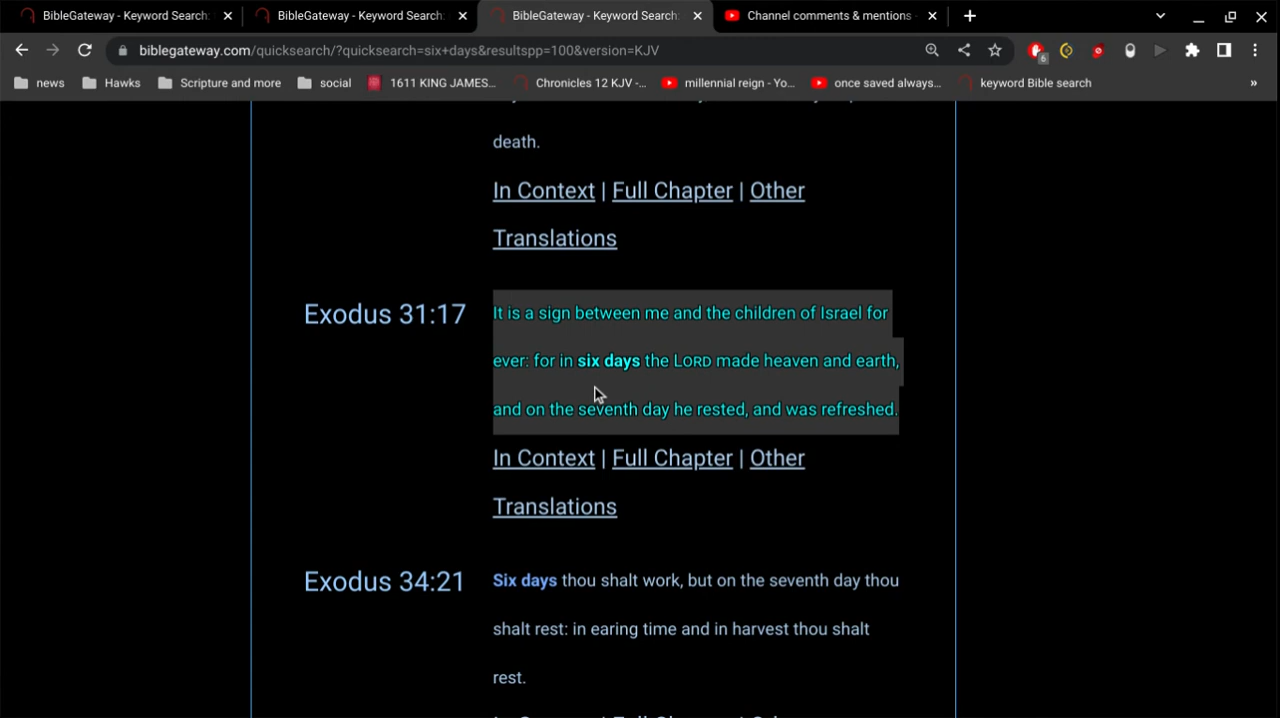 BibleGateway - Keyword Search:
BibleGateway - Keyword Search:
BibleGateway - Keyword Search:
Channel comments & mentions -
biblegateway.com/quicksearch/?quicksearch=six+days&resultspp=100&version=KJV
6
news
Hawks
Scripture and more
social
1611 KING JAMES...
Chronicles 12 KJV -...
millennial reign - Yo...
once saved always...
keyword Bible search
»
death.
In Context | Full Chapter | Other
Translations
Exodus 31:17
It is a sign between me and the children of Israel for
ever: for in six days the LORD made heaven and earth,
and on the seventh day he rested, and was refreshed.
In Context | Full Chapter | Other
Translations
Exodus 34:21
Six days thou shalt work, but on the seventh day thou
shalt rest: in earing time and in harvest thou shalt
rest.